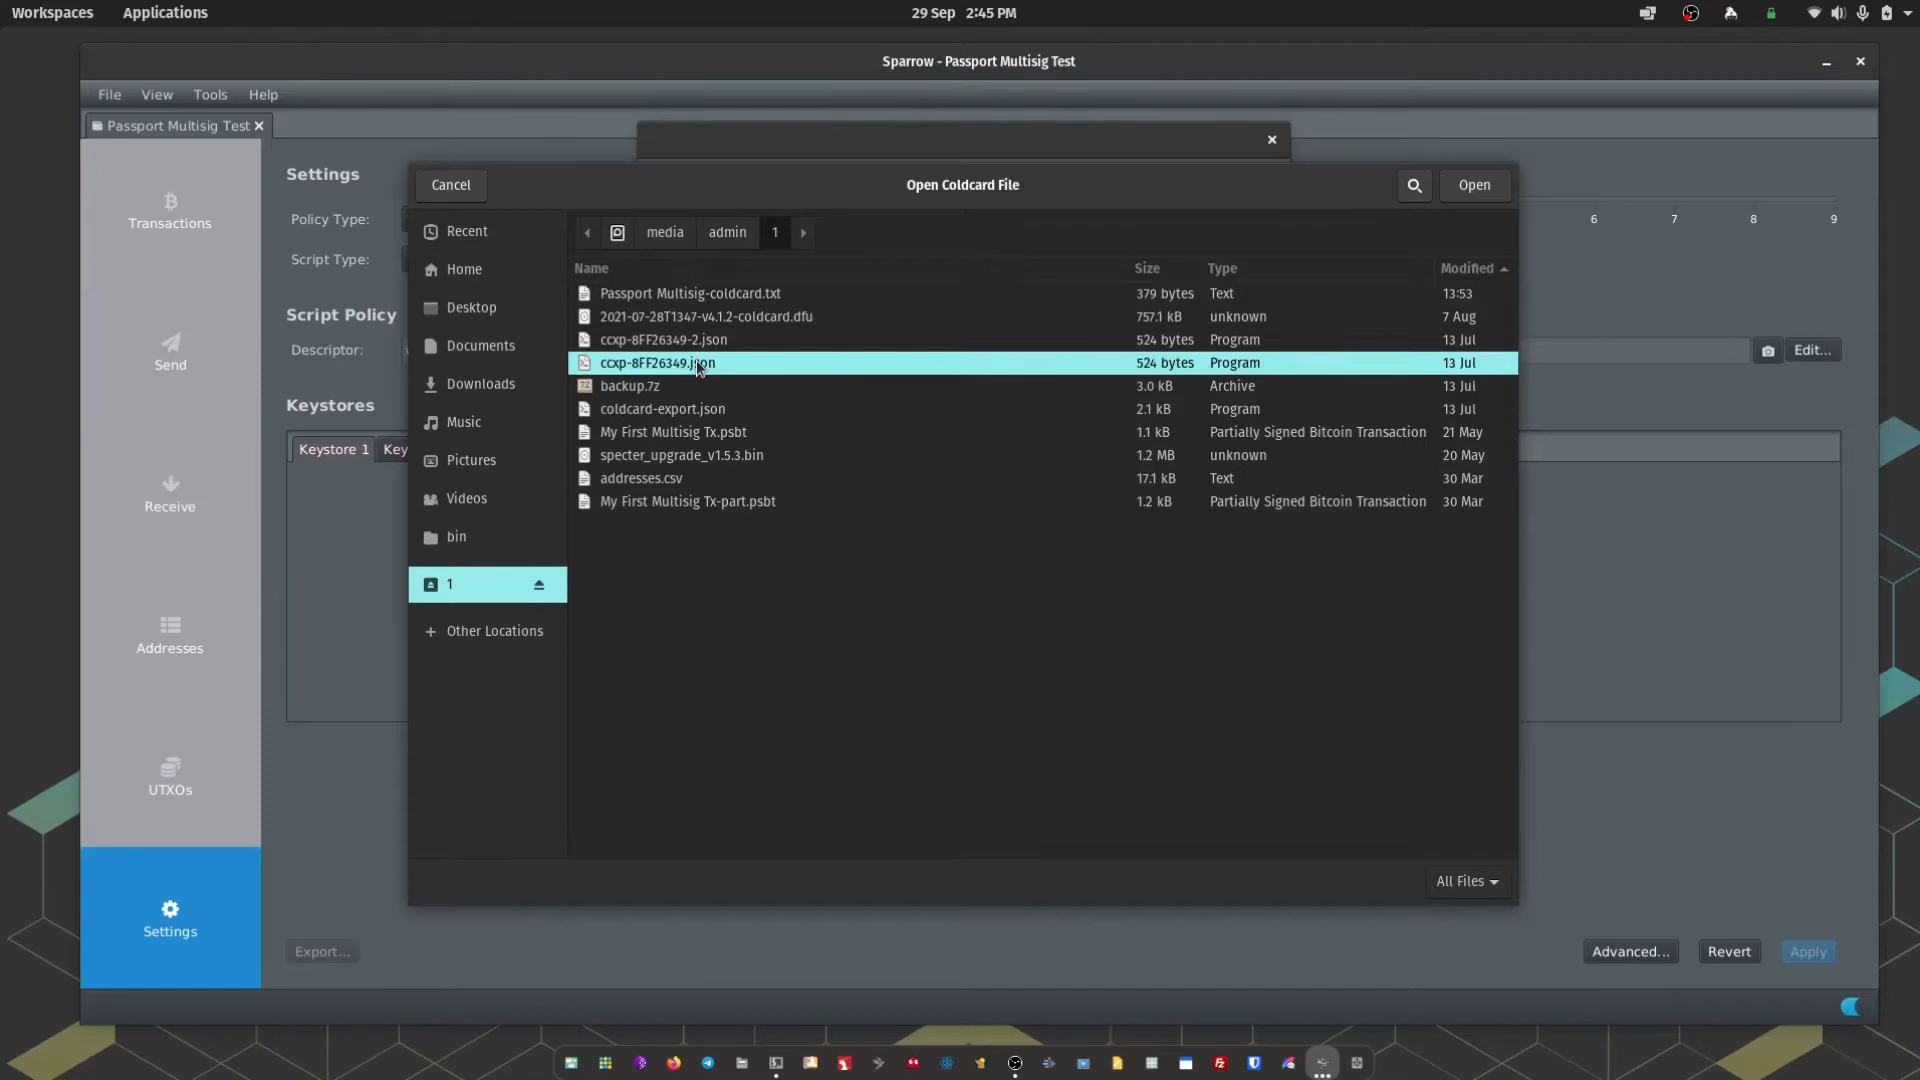 Workspaces Applications 29 Sep 2:45 PM
Sparrow - Passport Multisig Test
File View Tools Help
Passport Multisig Test
Transactions
Send
Receive
Addresses
UTXOs
Settings
Settings
Policy Type:
Script Type:
6 7 8 9
Script Policy
Descriptor:
Edit...
Keystores
Keystore 1 Key
Cancel Open Coldcard File Open
Recent
Home
Desktop
Documents
Downloads
Music
Pictures
Videos
bin
1
Other Locations
media admin 1
Name Size Type Modified
Passport Multisig-coldcard.txt 379 bytes Text 13:53
2021-07-28T1347-v4.1.2-coldcard.dfu 757.1 kB unknown 7 Aug
ccxp-8FF26349-2.json 524 bytes Program 13 Jul
ccxp-8FF26349.json 524 bytes Program 13 Jul
backup.7z 3.0 kB Archive 13 Jul
coldcard-export.json 2.1 kB Program 13 Jul
My First Multisig Tx.psbt 1.1 kB Partially Signed Bitcoin Transaction 21 May
specter_upgrade_v1.5.3.bin 1.2 MB unknown 20 May
addresses.csv 17.1 kB Text 30 Mar
My First Multisig Tx-part.psbt 1.2 kB Partially Signed Bitcoin Transaction 30 Mar
All Files
Export... Advanced... Revert Apply